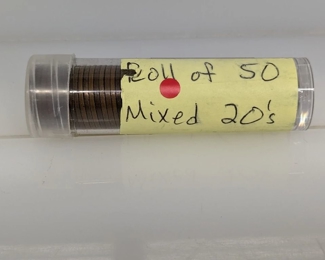 Roll of 50
Mixed 20's